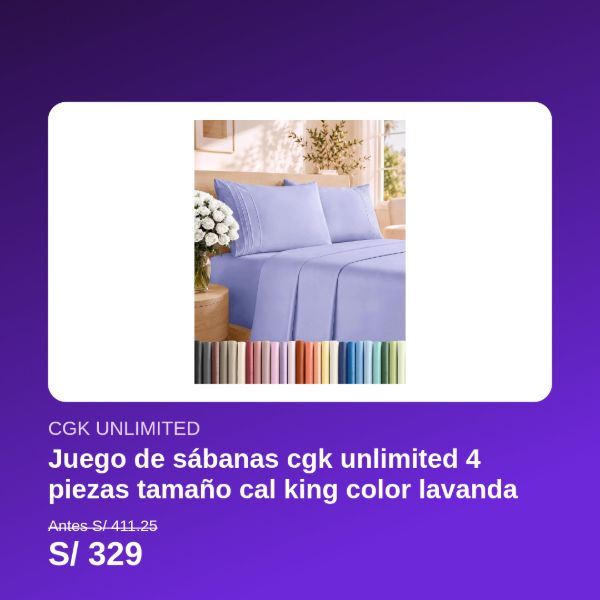 CGK UNLIMITED
Juego de sábanas cgk unlimited 4
piezas tamaño cal king color lavanda
Antes S/ 411.25
S/ 329